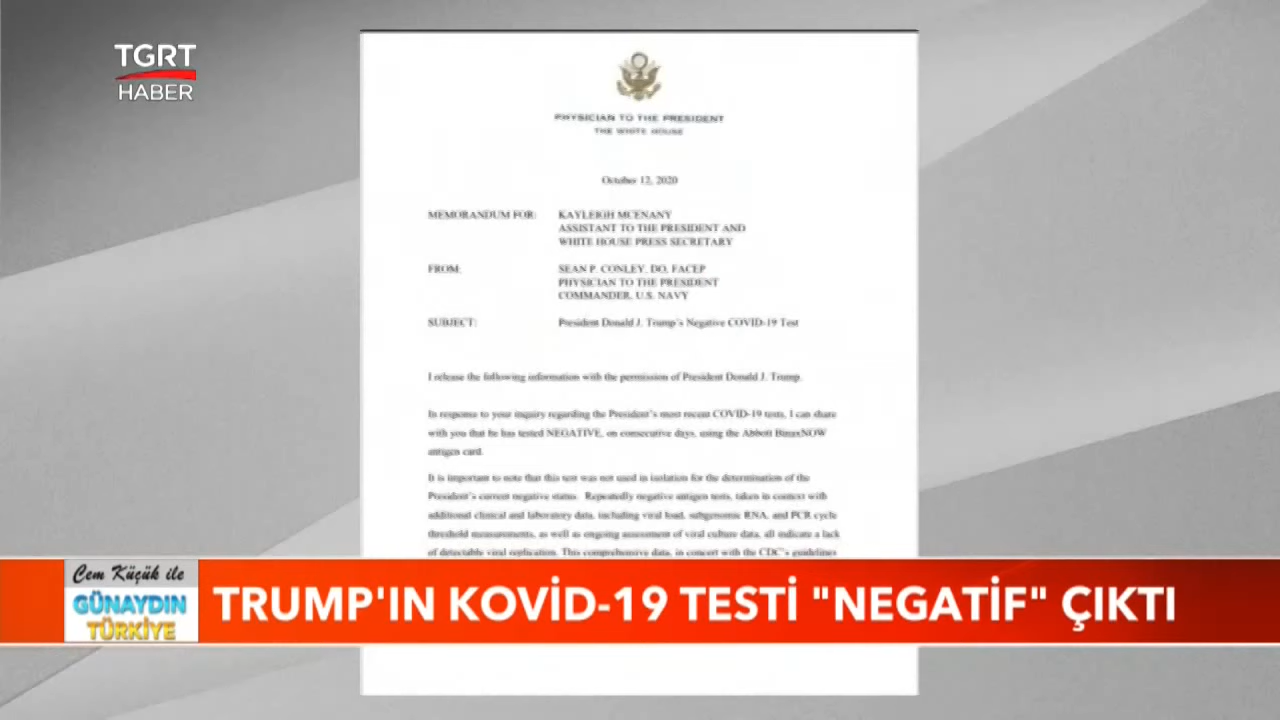 TGRT
HABER
PHYSICIAN TO THE PRESIDENT
THE WHITE HOUSE
October 12, 2020
MEMORANDUM FOR: KAYLEIGH MCENANY
ASSISTANT TO THE PRESIDENT AND
WHITE HOUSE PRESS SECRETARY
FROM: SEAN P. CONLEY, DO, FACEP
PHYSICIAN TO THE PRESIDENT
COMMANDER, U.S. NAVY
SUBJECT: President Donald J. Trump's Negative COVID-19 Test
I release the following information with the permission of President Donald J. Trump.
In response to your inquiry regarding the President's most recent COVID-19 tests, I can share
with you that he has tested NEGATIVE, on consecutive days, using the Abbott BinaxNOW
antigen card.
It is important to note that this test was not used in isolation for the determination of the
President's current negative status. Repeatedly negative antigen tests, taken in context with
additional clinical and laboratory data, including viral load, subgenomic RNA, and PCR cycle
threshold measurements, as well as ongoing assessment of viral culture data, all indicate a lack
of detectable viral replication. This comprehensive data, in concert with the CDC's guidelines
Cem Küçük ile
GÜNAYDIN
TÜRKİYE
TRUMP'IN KOVİD-19 TESTİ "NEGATİF" ÇIKTI